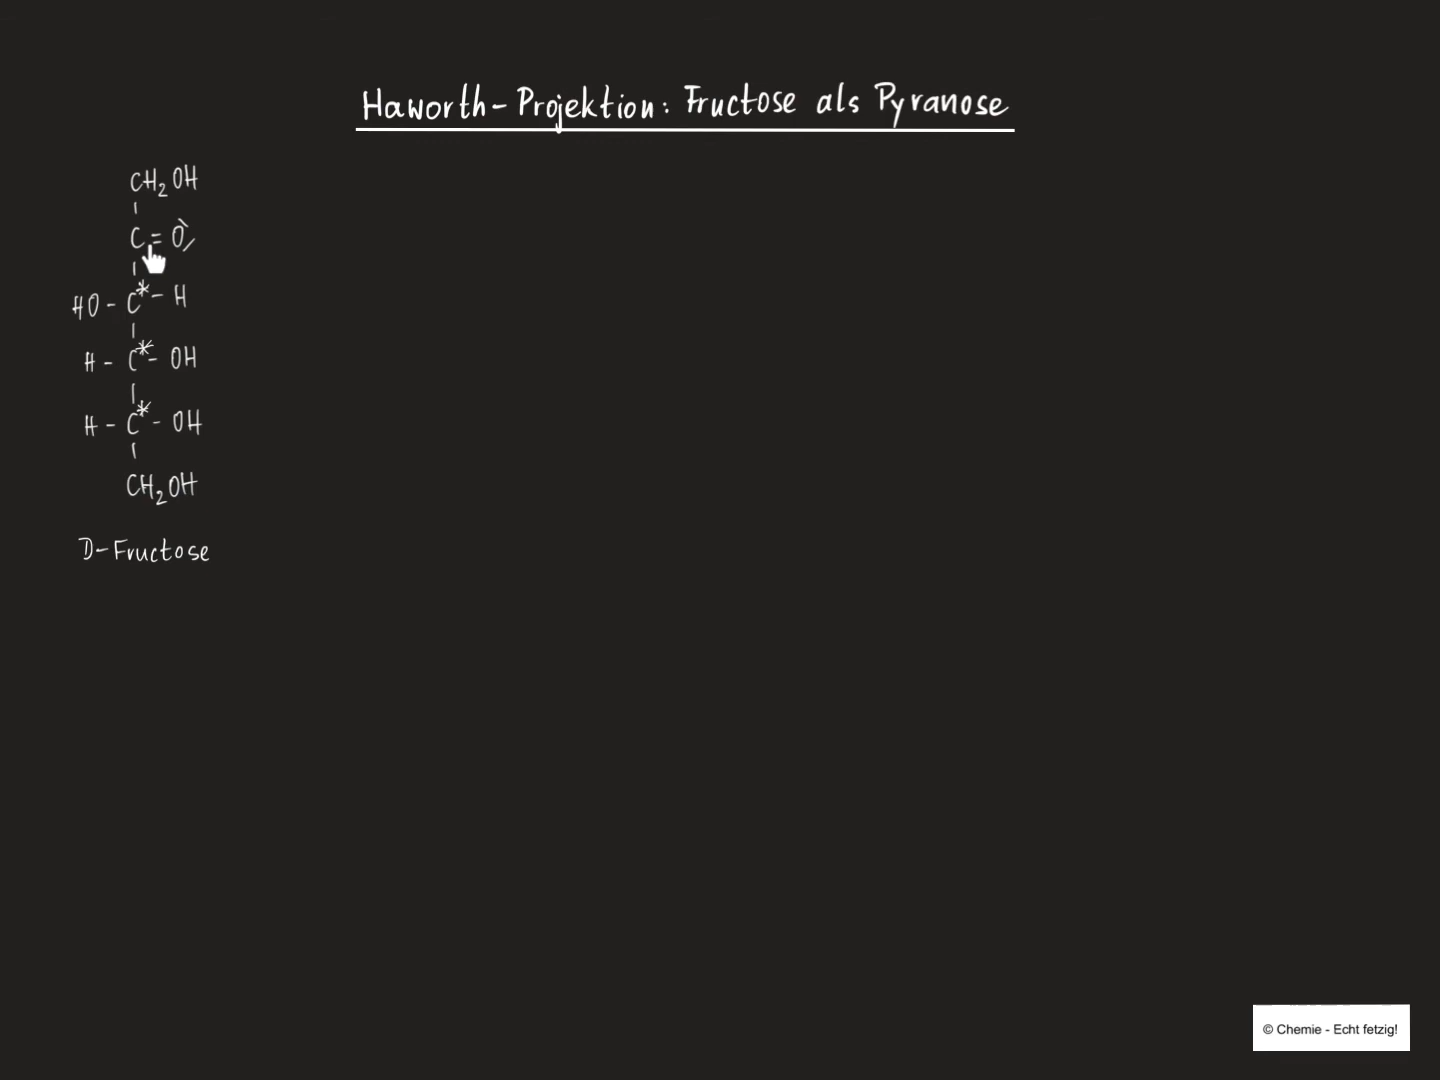 Haworth-Projektion: Fructose als Pyranose
CH₂OH
C=O
HO-C*-H
H-C*-OH
H-C*-OH
CH₂OH
D-Fructose
© Chemie - Echt fetzig!